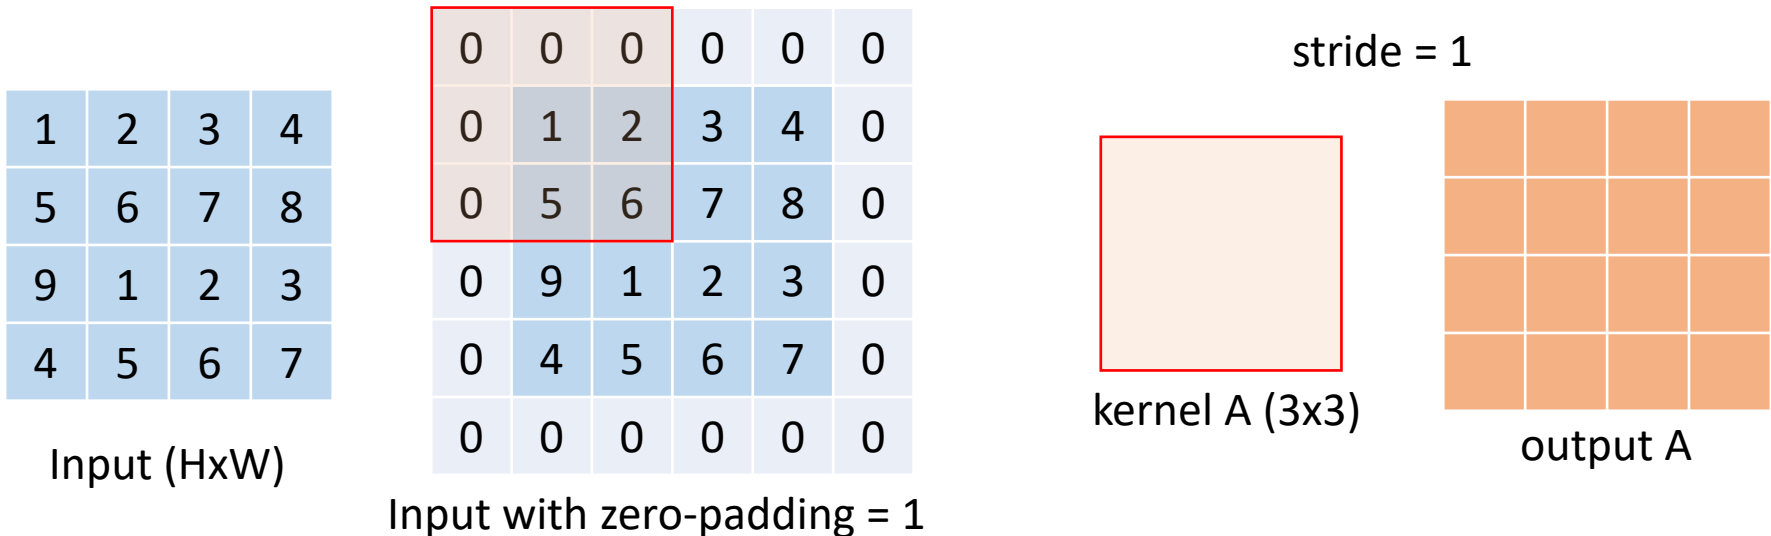 1 2 3 4
5 6 7 8
9 1 2 3
4 5 6 7
Input (HxW)
0 0 0 0 0 0
0 1 2 3 4 0
0 5 6 7 8 0
0 9 1 2 3 0
0 4 5 6 7 0
0 0 0 0 0 0
Input with zero-padding = 1
kernel A (3x3)
stride = 1
output A